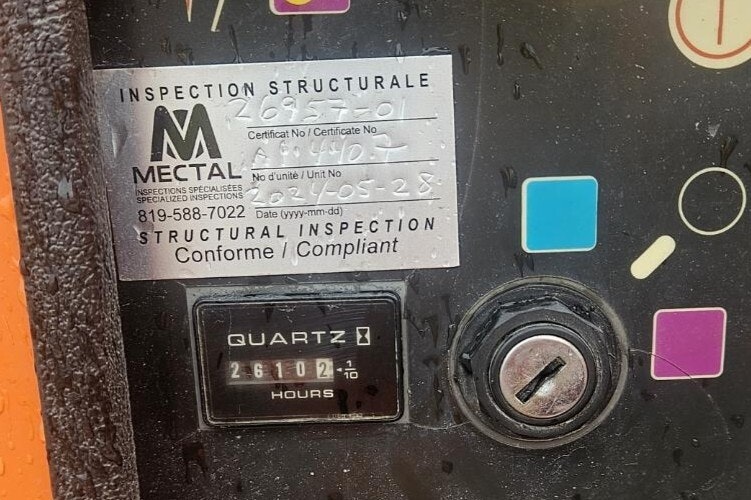 INSPECTION STRUCTURALE
26957-01
Certificat No / Certificate No
MECTAL
No d'unité / Unit No
INSPECTIONS SPÉCIALISÉES
SPECIALIZED INSPECTIONS
2024-05-28
819-588-7022 Date (yyyy-mm-dd)
STRUCTURAL INSPECTION
Conforme / Compliant
QUARTZ
26102 1/10
HOURS